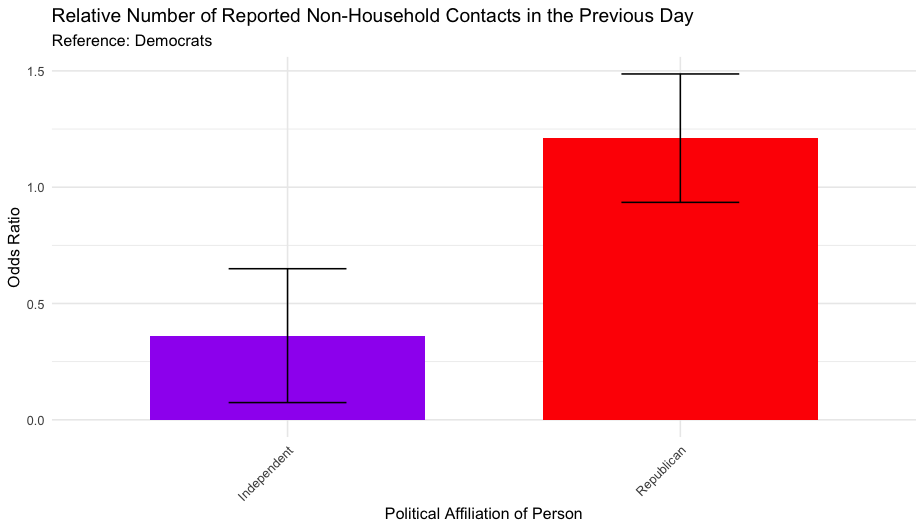 Relative Number of Reported Non-Household Contacts in the Previous Day
Reference: Democrats
1.5
1.0
0.5
0.0
Odds Ratio
Independent
Republican
Political Affiliation of Person